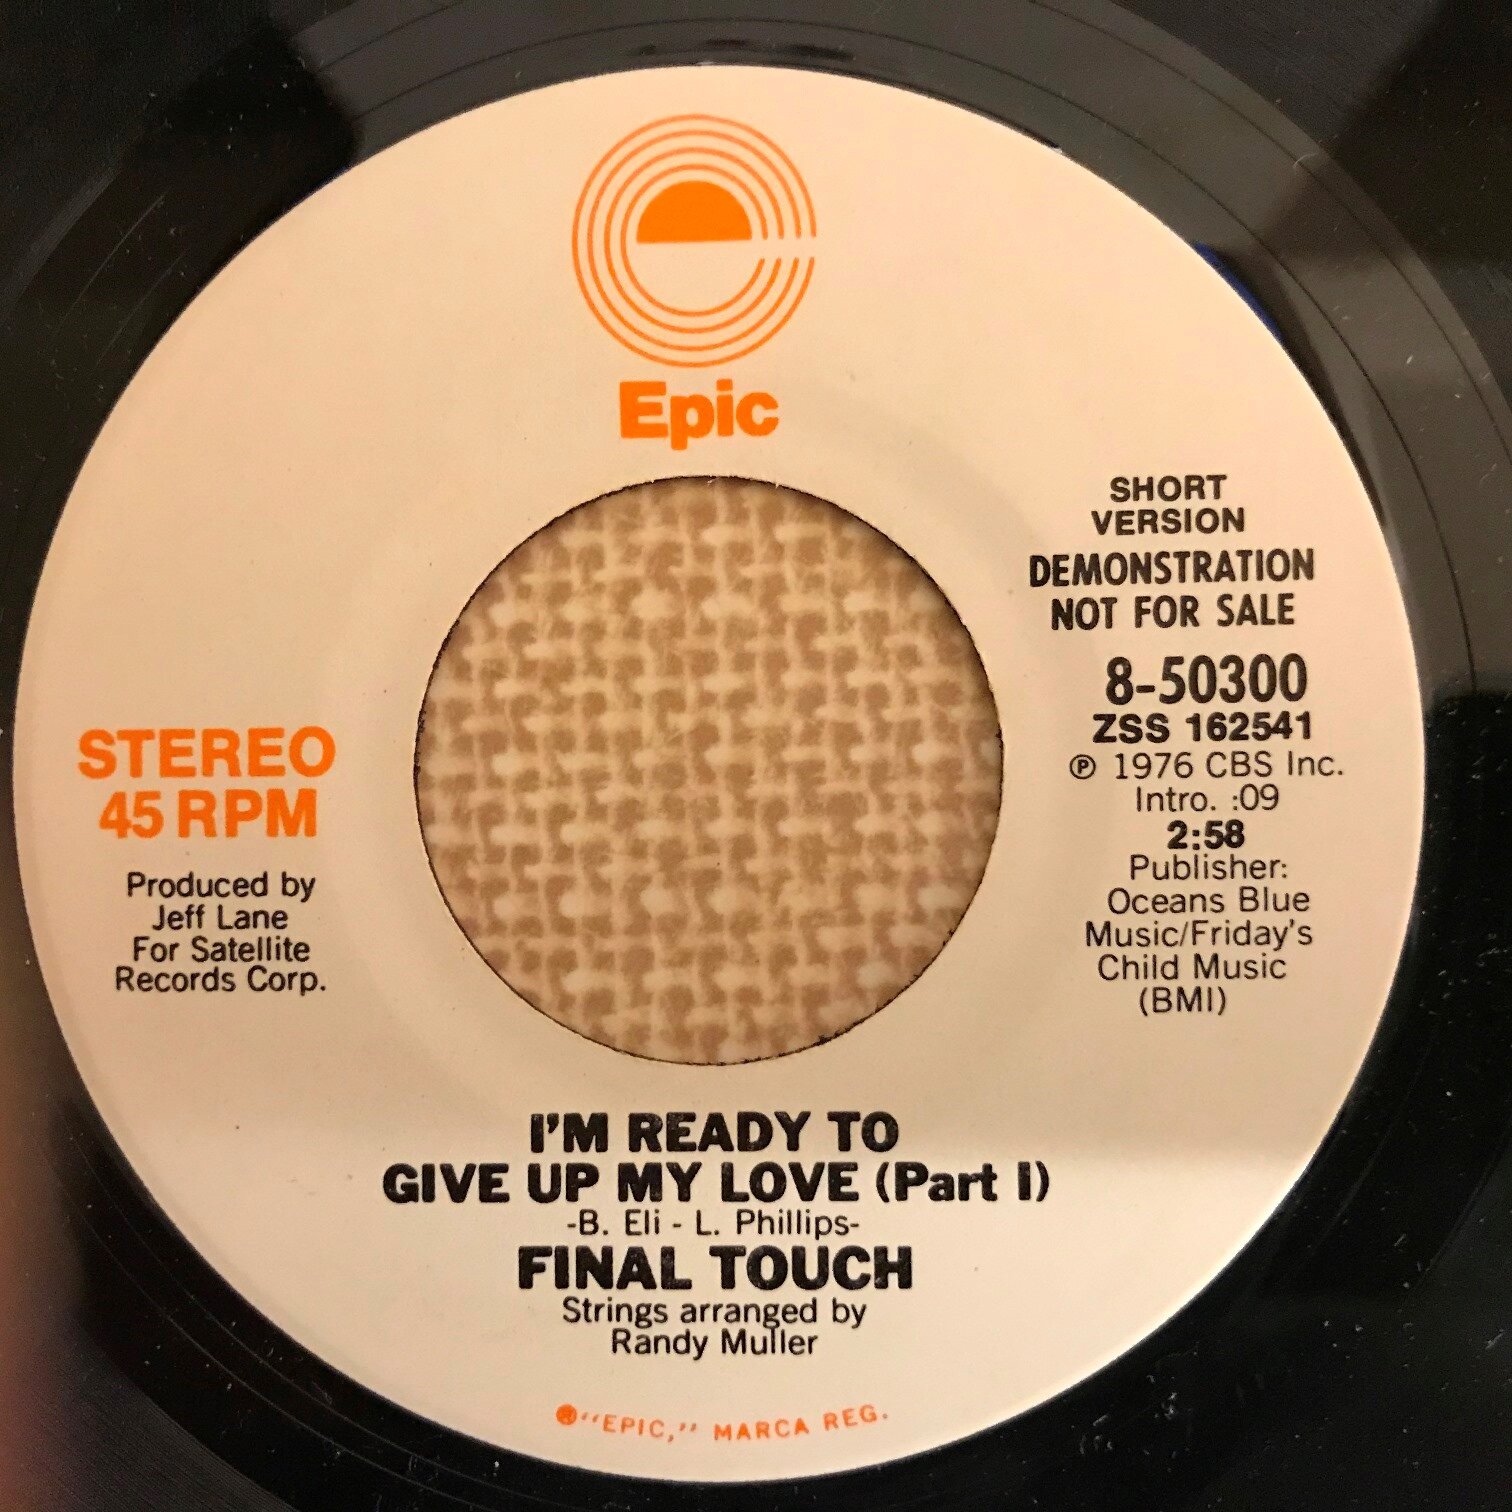 Epic
SHORT
VERSION
DEMONSTRATION
NOT FOR SALE
8-50300
ZSS 162541
℗ 1976 CBS Inc.
Intro. :09
2:58
Publisher:
Oceans Blue
Music/Friday's
Child Music
(BMI)
STEREO
45 RPM
Produced by
Jeff Lane
For Satellite
Records Corp.
I'M READY TO
GIVE UP MY LOVE (Part I)
-B. Eli - L. Phillips-
FINAL TOUCH
Strings arranged by
Randy Muller
®"EPIC," MARCA REG.